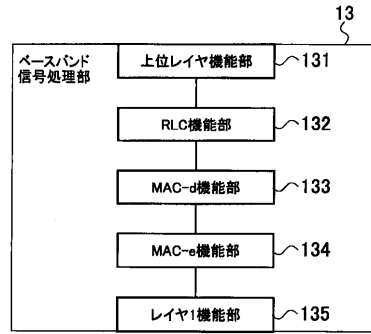 13
ベースバンド
信号処理部
上位レイヤ機能部
131
RLC機能部
132
MAC-d機能部
133
MAC-e機能部
134
レイヤ1機能部
135